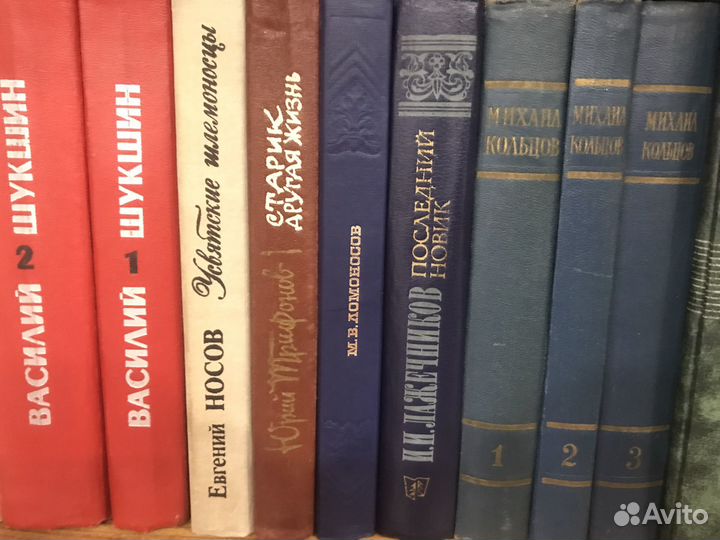 ВАСИЛИЙ 2 ШУКШИН
ВАСИЛИЙ 1 ШУКШИН
Евгений НОСОВ Усвятские шлемоносцы
Юрий Трифонов
СТАРИК
ДРУГАЯ ЖИЗНЬ
М.В.ЛОМОНОСОВ
И.И.ЛАЖЕЧНИКОВ
ПОСЛЕДНИЙ
НОВИК
МИХАИЛ
КОЛЬЦОВ
1
МИХАИЛ
КОЛЬЦОВ
2
МИХАИЛ
КОЛЬЦОВ
3
Avito